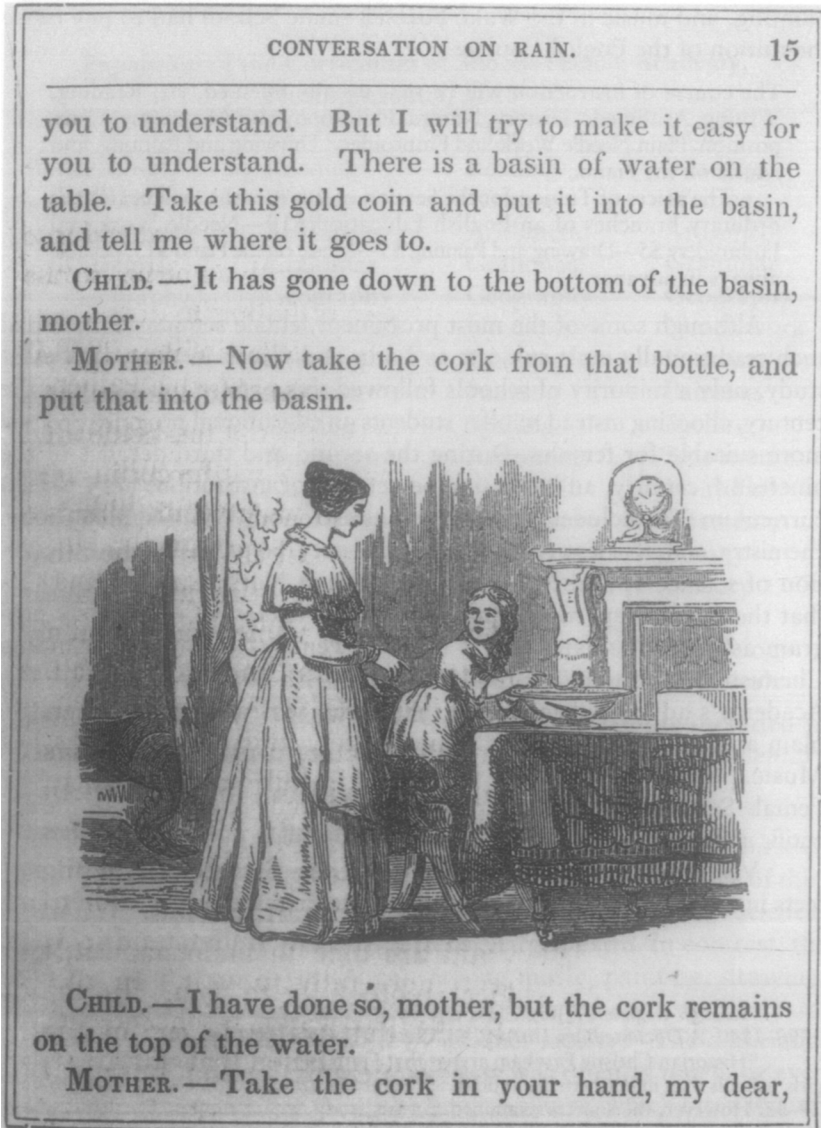 CONVERSATION ON RAIN. 15
you to understand. But I will try to make it easy for
you to understand. There is a basin of water on the
table. Take this gold coin and put it into the basin,
and tell me where it goes to.
CHILD.—It has gone down to the bottom of the basin,
mother.
MOTHER.—Now take the cork from that bottle, and
put that into the basin.
CHILD.—I have done so, mother, but the cork remains
on the top of the water.
MOTHER.—Take the cork in your hand, my dear,